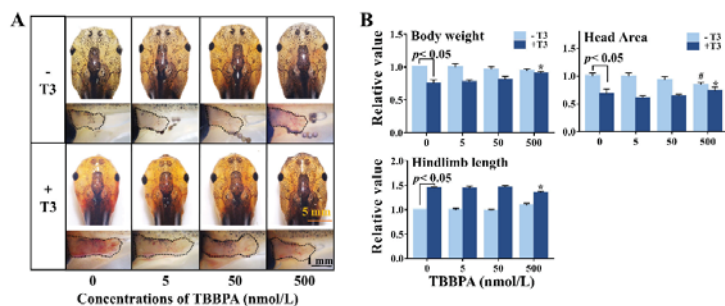 A
-
T3
+
T3
5 mm
1 mm
0 5 50 500
Concentrations of TBBPA (nmol/L)
B
Body weight
- T3
+T3
p< 0.05
Relative value
1.5
1.0
0.5
*
0 5 50 500
Head Area
- T3
+T3
p< 0.05
1.5
1.0
0.5
0.0
#
*
0 5 50 500
Hindlimb length
p< 0.05
Relative value
1.5
1.0
0.5
0.0
*
0 5 50 500
TBBPA (nmol/L)